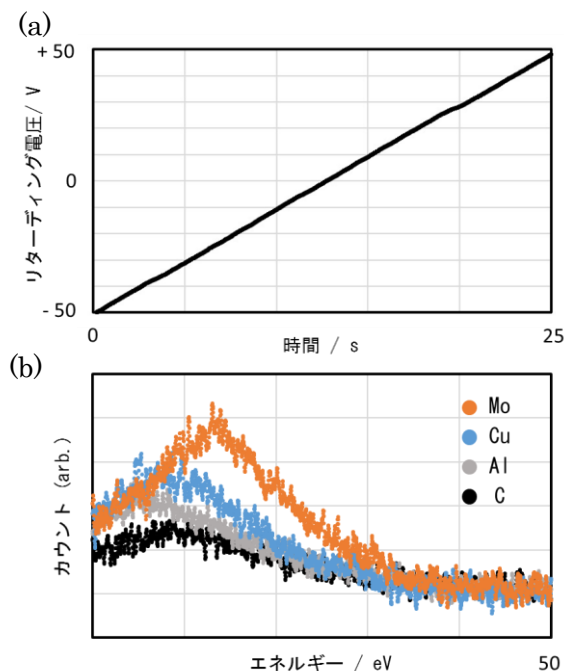 (a)
+ 50
リターディング電圧/ V
0
- 50
0
時間 / s
25
(b)
Mo
Cu
Al
C
カウント (arb.)
エネルギー / eV
50